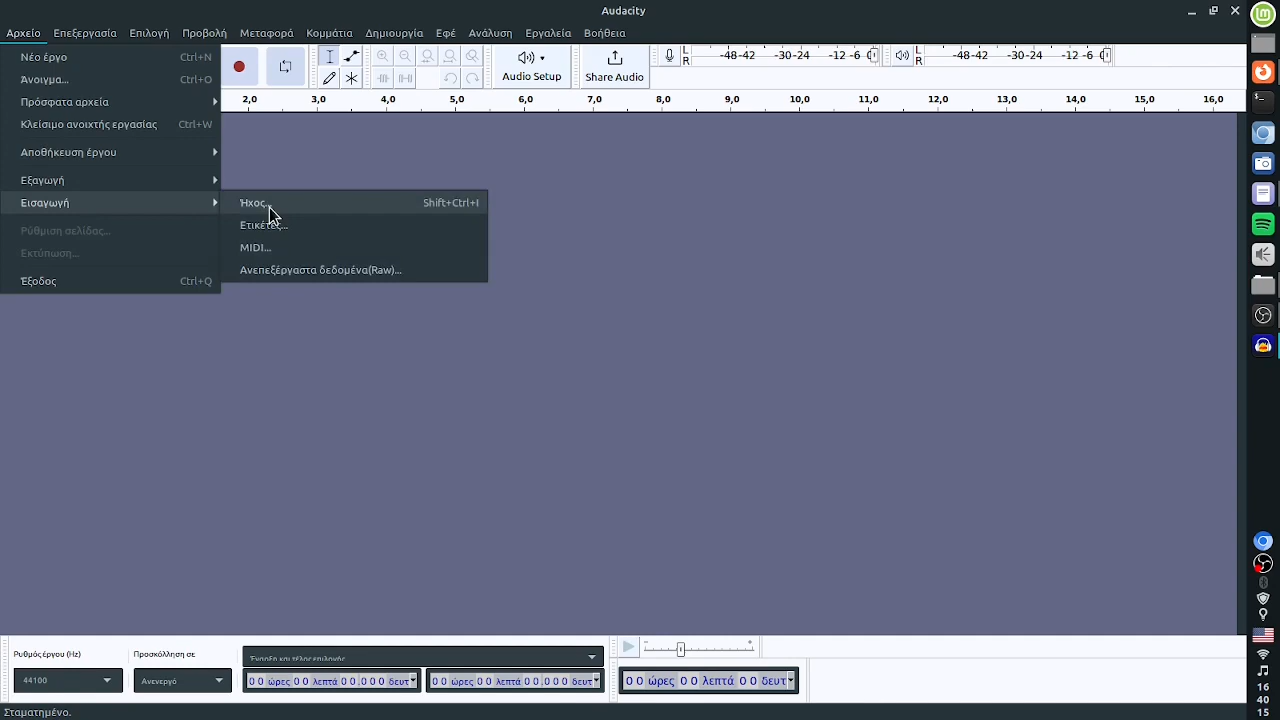 Audacity
Αρχείο Επεξεργασία Επιλογή Προβολή Μεταφορά Κομμάτια Δημιουργία Εφέ Ανάλυση Εργαλεία Βοήθεια
Νέο έργο Ctrl+N
Άνοιγμα... Ctrl+O
Πρόσφατα αρχεία
Κλείσιμο ανοιχτής εργασίας Ctrl+W
Αποθήκευση έργου
Εξαγωγή
Εισαγωγή
Ρύθμιση σελίδας...
Εκτύπωση...
Έξοδος Ctrl+Q
Ήχος... Shift+Ctrl+I
Ετικέτες...
MIDI...
Ανεπεξέργαστα δεδομένα(Raw)...
Audio Setup
Share Audio
L R -48 -42 -30 -24 -12 -6 0
L R -48 -42 -30 -24 -12 -6 0
2,0 3,0 4,0 5,0 6,0 7,0 8,0 9,0 10,0 11,0 12,0 13,0 14,0 15,0 16,0
Ρυθμός έργου (Hz) Προσκόλληση σε Έναρξη και τέλος επιλογής
44100 Ανενεργό 0 0 ώρες 0 0 λεπτά 0 0,0 0 0 δευτ 0 0 ώρες 0 0 λεπτά 0 0,0 0 0 δευτ 0 0 ώρες 0 0 λεπτά 0 0 δευτ
Σταματημένο.
16
40
15